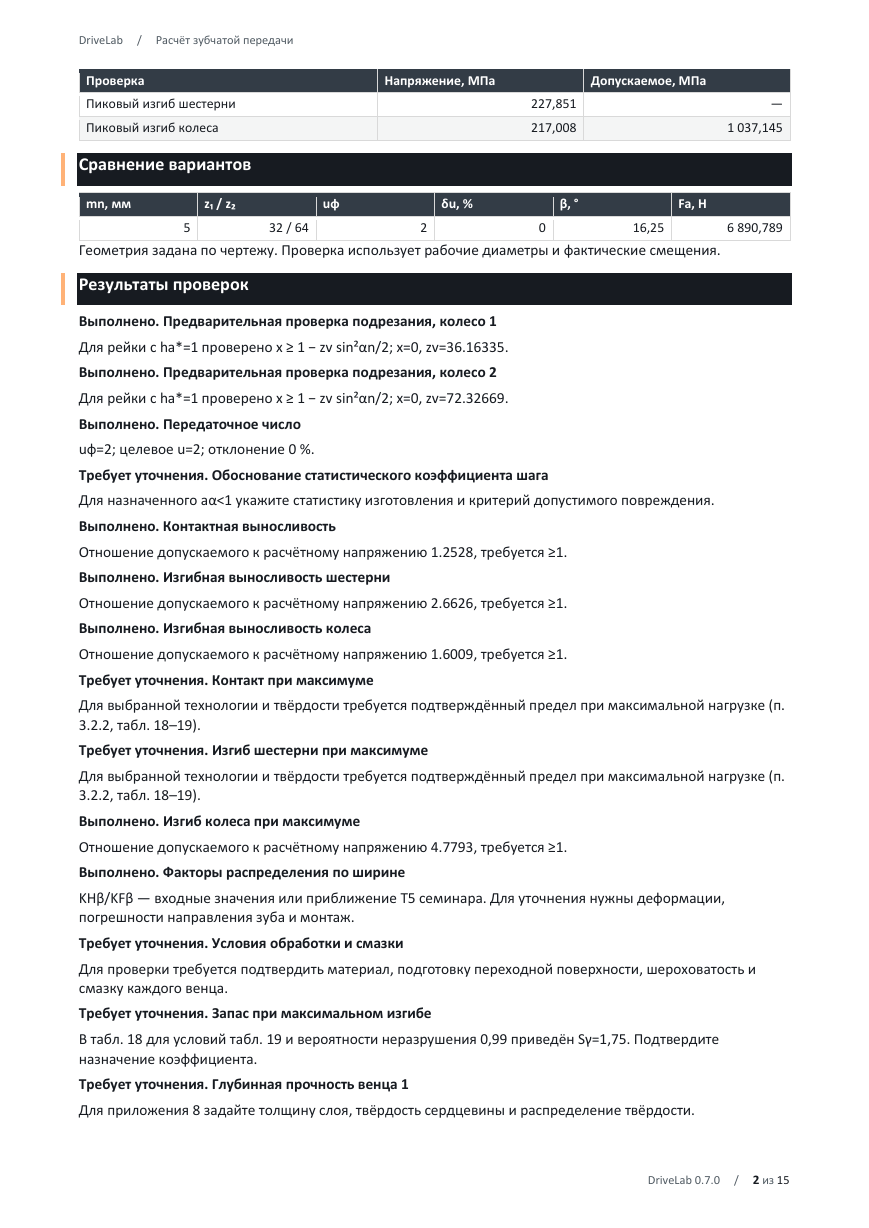 DriveLab / Расчёт зубчатой передачи
Проверка Напряжение, МПа Допускаемое, МПа
Пиковый изгиб шестерни 227,851 —
Пиковый изгиб колеса 217,008 1 037,145
Сравнение вариантов
mn, мм z₁ / z₂ uф δu, % β, ° Fa, Н
5 32 / 64 2 0 16,25 6 890,789
Геометрия задана по чертежу. Проверка использует рабочие диаметры и фактические смещения.
Результаты проверок
Выполнено. Предварительная проверка подрезания, колесо 1
Для рейки с ha*=1 проверено x ≥ 1 − zv sin²αn/2; x=0, zv=36.16335.
Выполнено. Предварительная проверка подрезания, колесо 2
Для рейки с ha*=1 проверено x ≥ 1 − zv sin²αn/2; x=0, zv=72.32669.
Выполнено. Передаточное число
uф=2; целевое u=2; отклонение 0 %.
Требует уточнения. Обоснование статистического коэффициента шага
Для назначенного aα<1 укажите статистику изготовления и критерий допустимого повреждения.
Выполнено. Контактная выносливость
Отношение допускаемого к расчётному напряжению 1.2528, требуется ≥1.
Выполнено. Изгибная выносливость шестерни
Отношение допускаемого к расчётному напряжению 2.6626, требуется ≥1.
Выполнено. Изгибная выносливость колеса
Отношение допускаемого к расчётному напряжению 1.6009, требуется ≥1.
Требует уточнения. Контакт при максимуме
Для выбранной технологии и твёрдости требуется подтверждённый предел при максимальной нагрузке (п.
3.2.2, табл. 18–19).
Требует уточнения. Изгиб шестерни при максимуме
Для выбранной технологии и твёрдости требуется подтверждённый предел при максимальной нагрузке (п.
3.2.2, табл. 18–19).
Выполнено. Изгиб колеса при максимуме
Отношение допускаемого к расчётному напряжению 4.7793, требуется ≥1.
Выполнено. Факторы распределения по ширине
KHβ/KFβ — входные значения или приближение T5 семинара. Для уточнения нужны деформации,
погрешности направления зуба и монтаж.
Требует уточнения. Условия обработки и смазки
Для проверки требуется подтвердить материал, подготовку переходной поверхности, шероховатость и
смазку каждого венца.
Требует уточнения. Запас при максимальном изгибе
В табл. 18 для условий табл. 19 и вероятности неразрушения 0,99 приведён Sy=1,75. Подтвердите
назначение коэффициента.
Требует уточнения. Глубинная прочность венца 1
Для приложения 8 задайте толщину слоя, твёрдость сердцевины и распределение твёрдости.
DriveLab 0.7.0 / 2 из 15